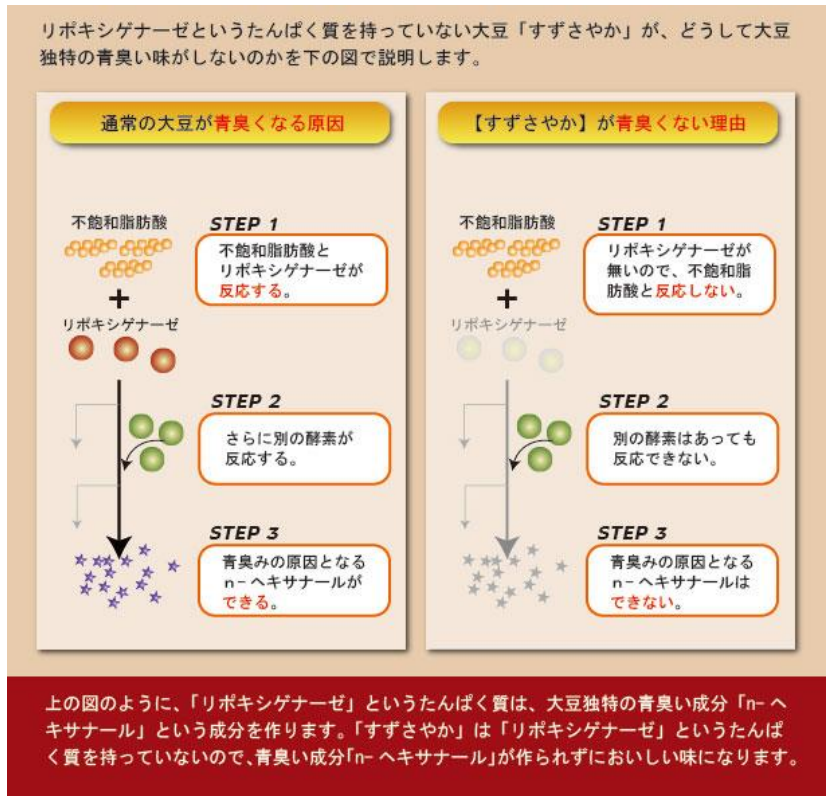 リポキシゲナーゼというたんぱく質を持っていない大豆「すずさやか」が、どうして大豆
独特の青臭い味がしないのかを下の図で説明します。
通常の大豆が青臭くなる原因
不飽和脂肪酸
STEP 1
不飽和脂肪酸と
リポキシゲナーゼが
反応する。
+
リポキシゲナーゼ
STEP 2
さらに別の酵素が
反応する。
STEP 3
青臭みの原因となる
n-ヘキサナールが
できる。
【すずさやか】が青臭くない理由
不飽和脂肪酸
STEP 1
リポキシゲナーゼが
無いので、不飽和脂
肪酸と反応しない。
+
リポキシゲナーゼ
STEP 2
別の酵素はあっても
反応できない。
STEP 3
青臭みの原因となる
n-ヘキサナールは
できない。
上の図のように、「リポキシゲナーゼ」というたんぱく質は、大豆独特の青臭い成分「n-ヘ
キサナール」という成分を作ります。「すずさやか」は「リポキシゲナーゼ」というたんぱ
く質を持っていないので、青臭い成分「n-ヘキサナール」が作られずにおいしい味になります。